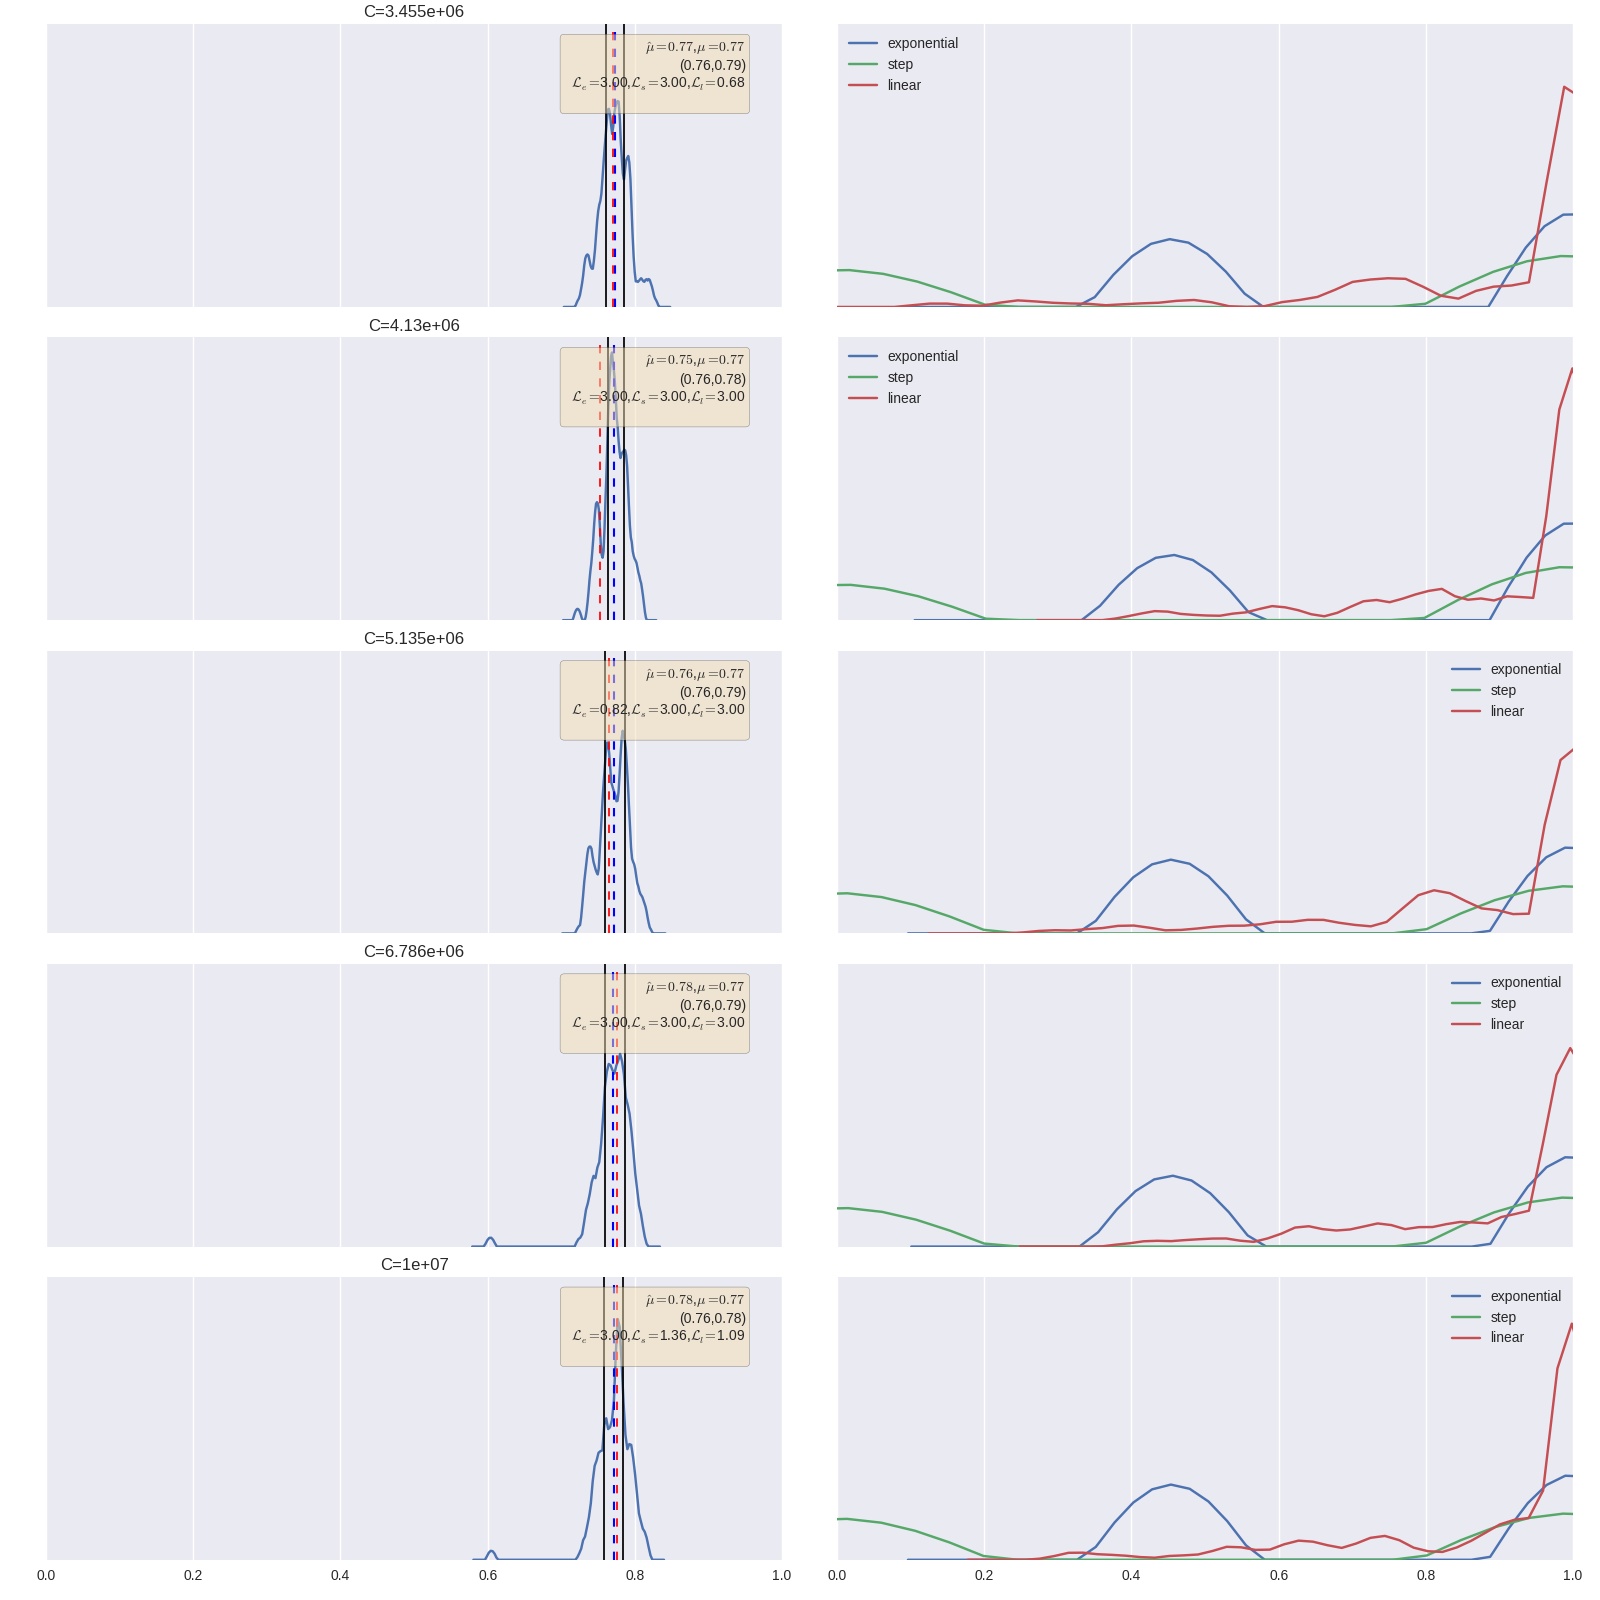 C=3.455e+06
μ̂=0.77,μ=0.77
(0.76,0.79)
ℒₑ=3.00,ℒₛ=3.00,ℒₗ=0.68
exponential
step
linear
C=4.13e+06
μ̂=0.75,μ=0.77
(0.76,0.78)
ℒₑ=3.00,ℒₛ=3.00,ℒₗ=3.00
exponential
step
linear
C=5.135e+06
μ̂=0.76,μ=0.77
(0.76,0.79)
ℒₑ=0.82,ℒₛ=3.00,ℒₗ=3.00
exponential
step
linear
C=6.786e+06
μ̂=0.78,μ=0.77
(0.76,0.79)
ℒₑ=3.00,ℒₛ=3.00,ℒₗ=3.00
exponential
step
linear
C=1e+07
μ̂=0.78,μ=0.77
(0.76,0.78)
ℒₑ=3.00,ℒₛ=1.36,ℒₗ=1.09
exponential
step
linear
0.0 0.2 0.4 0.6 0.8 1.0
0.0 0.2 0.4 0.6 0.8 1.0